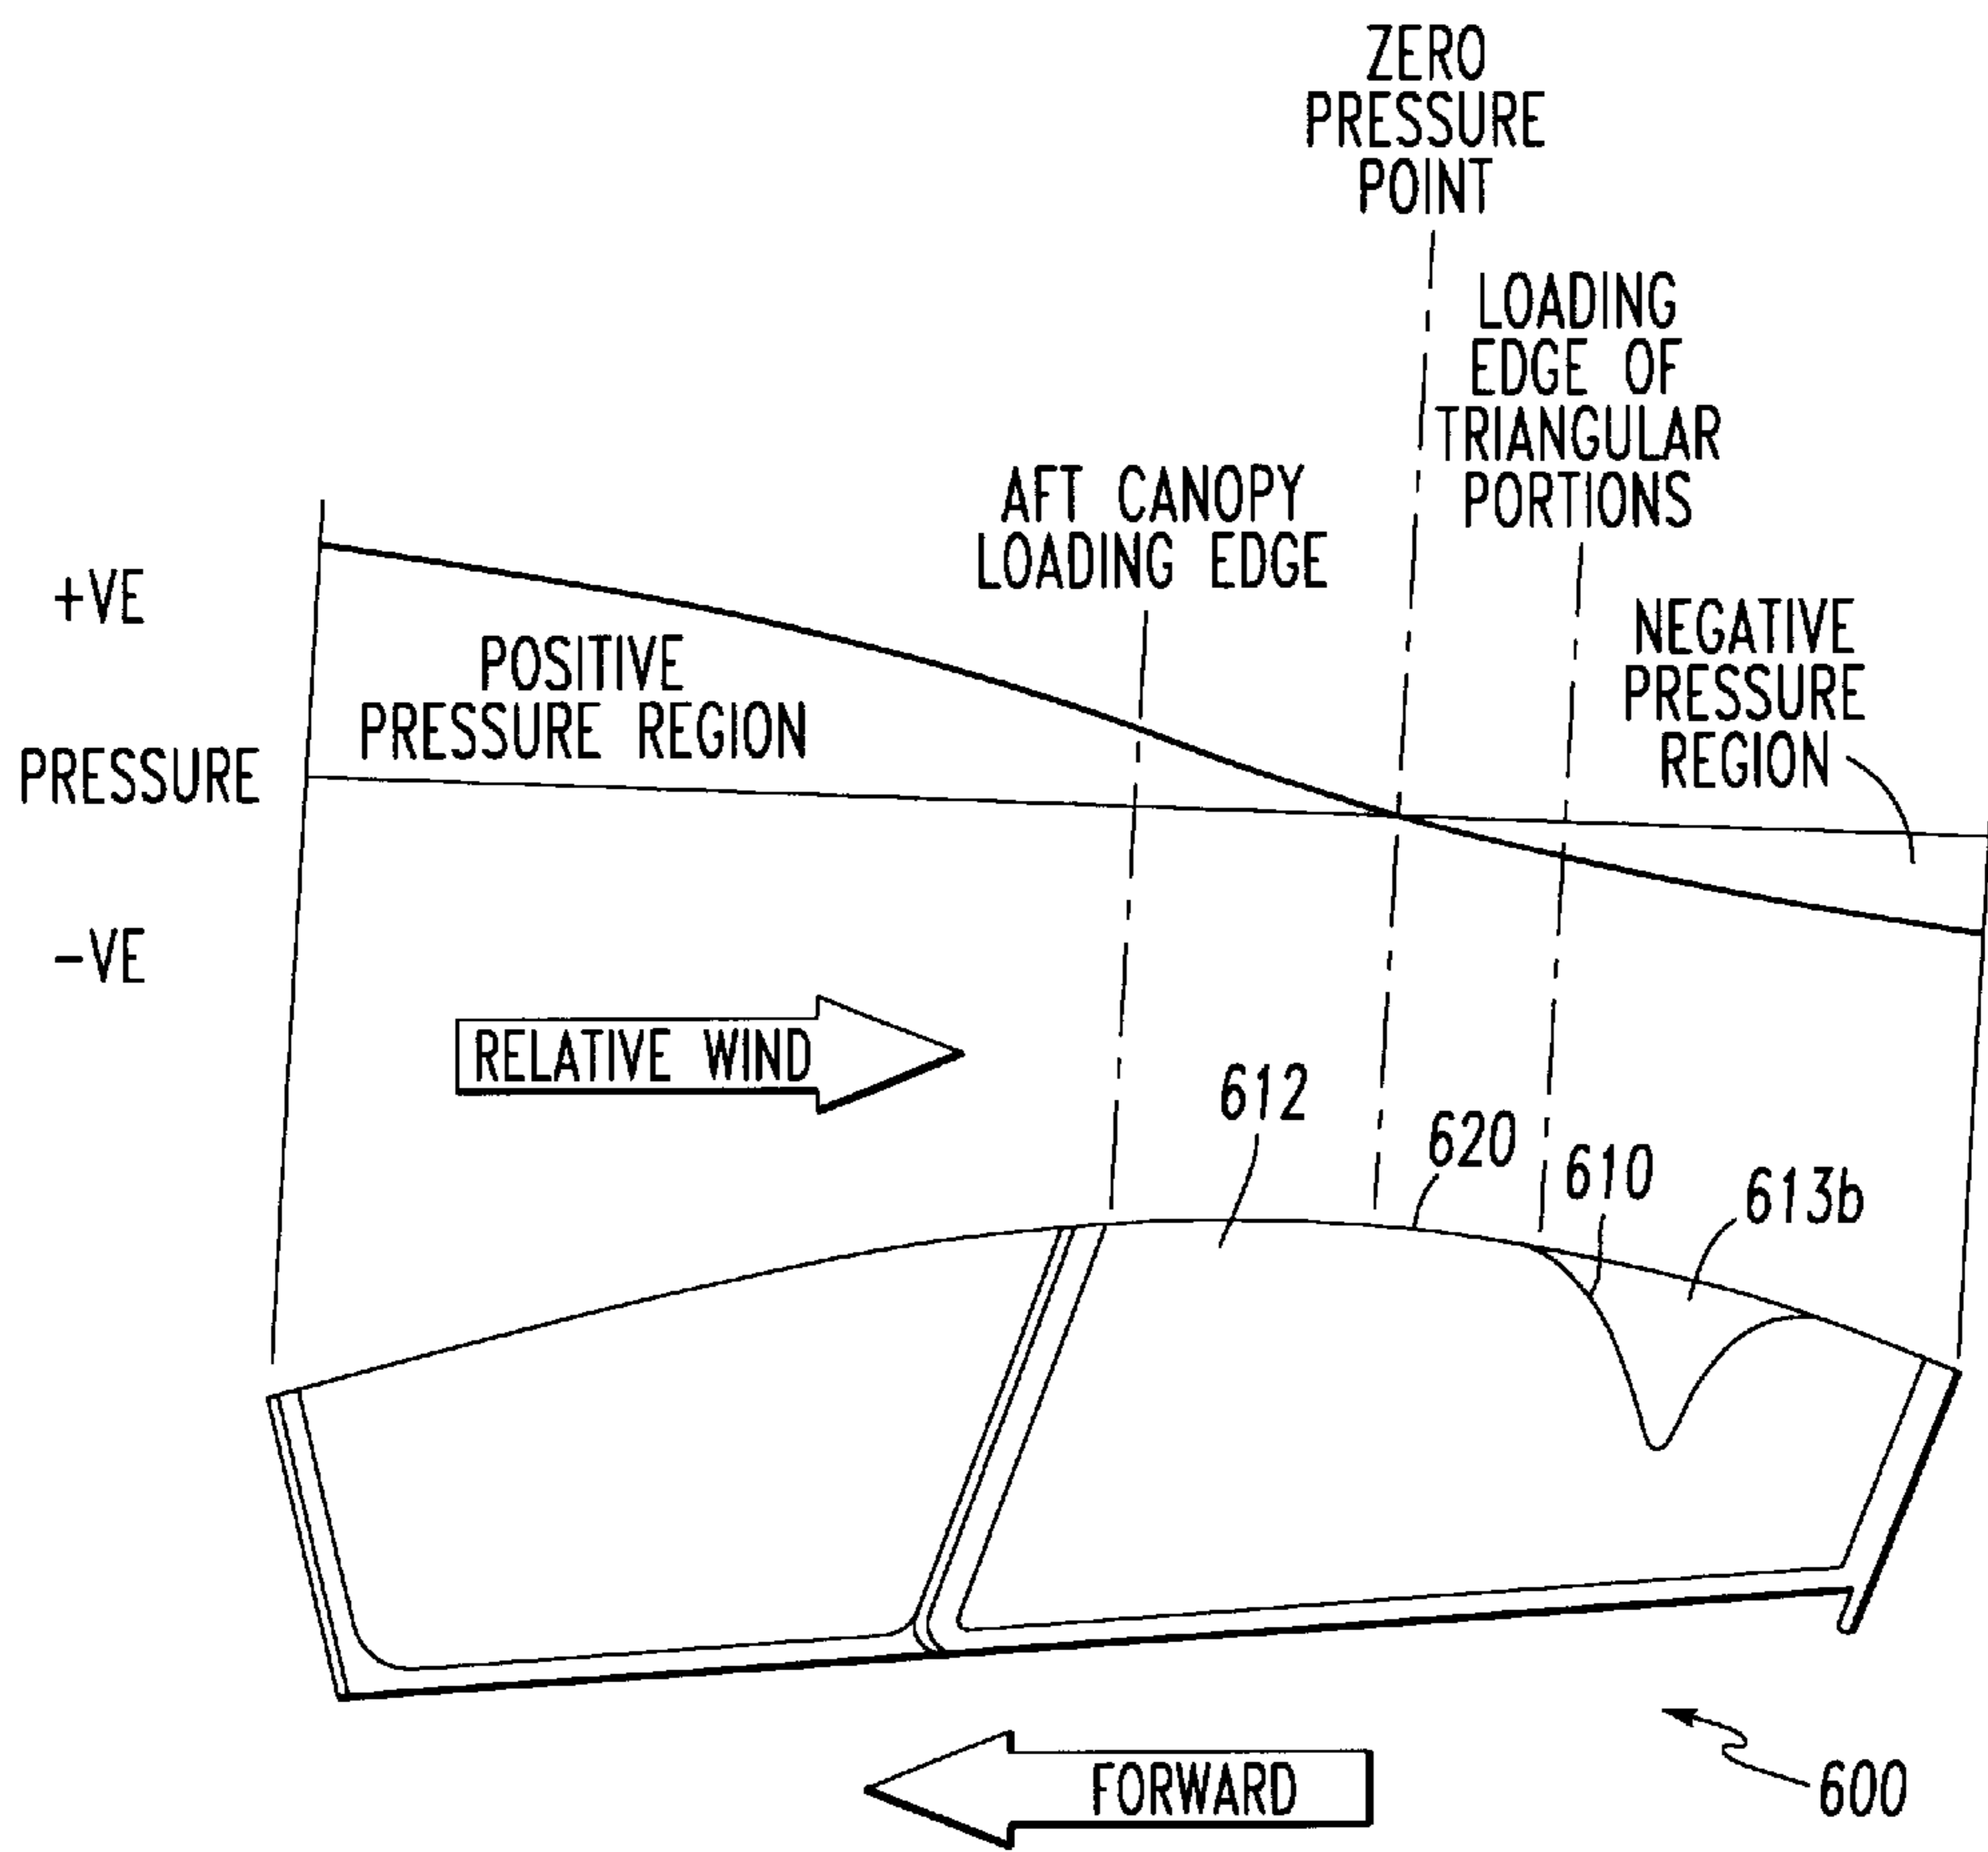 ZERO
PRESSURE
POINT
LOADING
EDGE OF
TRIANGULAR
PORTIONS
AFT CANOPY
LOADING EDGE
+VE
POSITIVE
PRESSURE REGION
NEGATIVE
PRESSURE
REGION
PRESSURE
-VE
RELATIVE WIND
612
620
610
613b
FORWARD
600